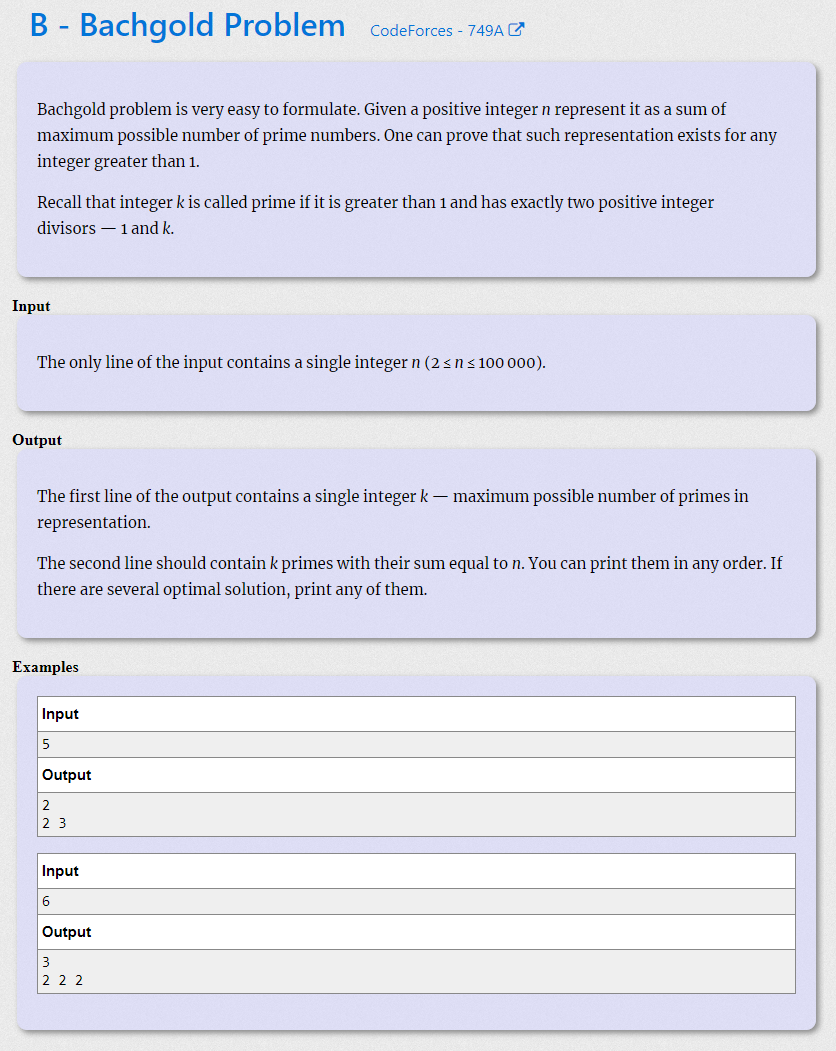 B - Bachgold Problem CodeForces - 749A
Bachgold problem is very easy to formulate. Given a positive integer n represent it as a sum of
maximum possible number of prime numbers. One can prove that such representation exists for any
integer greater than 1.
Recall that integer k is called prime if it is greater than 1 and has exactly two positive integer
divisors — 1 and k.
Input
The only line of the input contains a single integer n (2 ≤ n ≤ 100 000).
Output
The first line of the output contains a single integer k — maximum possible number of primes in
representation.
The second line should contain k primes with their sum equal to n. You can print them in any order. If
there are several optimal solution, print any of them.
Examples
Input
5
Output
2
2 3
Input
6
Output
3
2 2 2